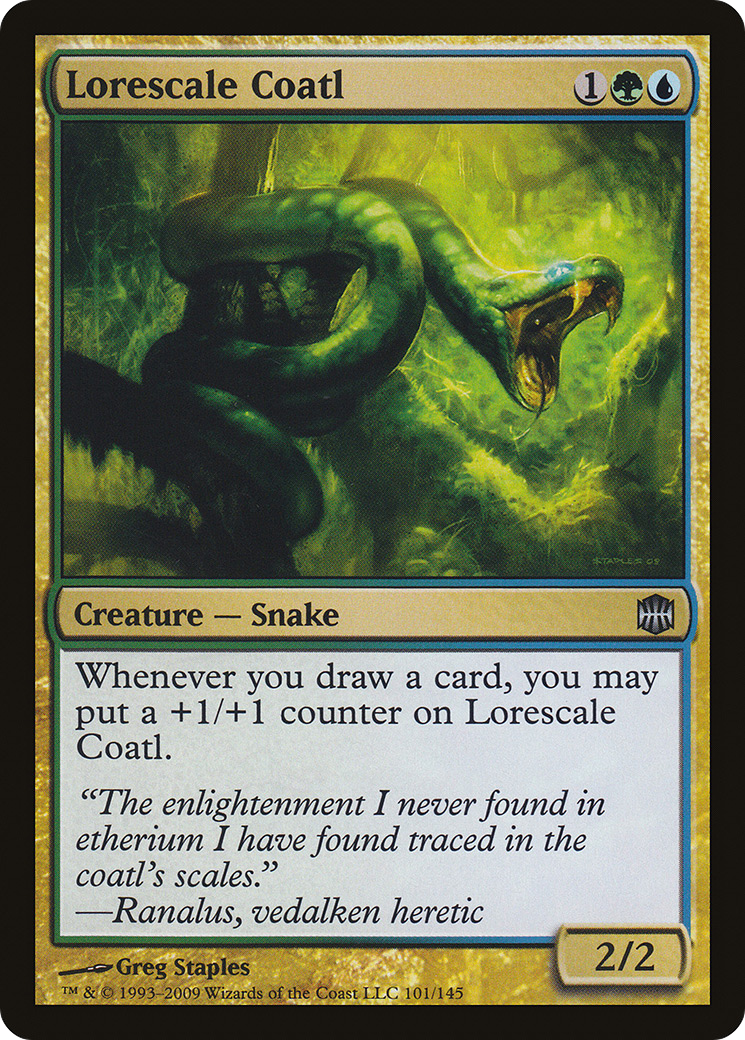 Lorescale Coatl 1
STAPLES 08
Creature — Snake
Whenever you draw a card, you may
put a +1/+1 counter on Lorescale
Coatl.
“The enlightenment I never found in
etherium I have found traced in the
coatl’s scales.”
—Ranalus, vedalken heretic
2/2
Greg Staples
™ & © 1993–2009 Wizards of the Coast LLC 101/145